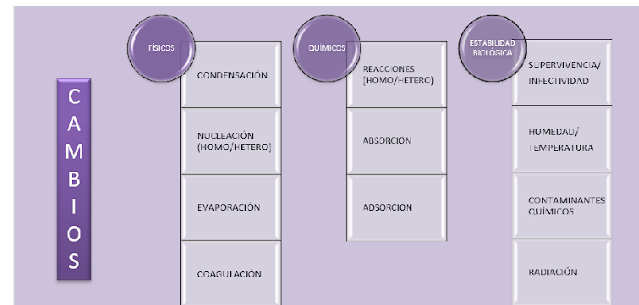 CAMBIOS
FÍSICOS
CONDENSACIÓN
NUCLEACIÓN
(HOMO/HETERO)
EVAPORACIÓN
COAGULACIÓN
QUÍMICOS
REACCIONES
(HOMO/HETERO)
ABSORCION
ADSORCION
ESTABILIDAD
BIOLÓGICA
SUPERVIVENCIA/
INFECTIVIDAD
HUMEDAD/
TEMPERATURA
CONTAMINANTES
QUÍMICOS
RADIACIÓN